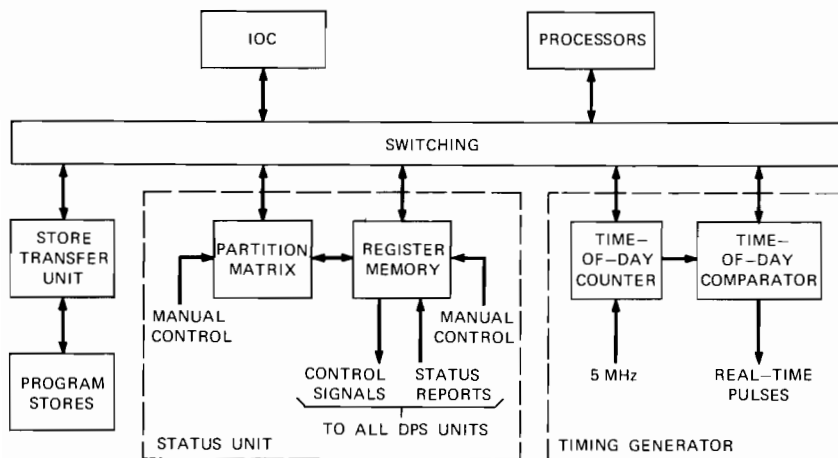 IOC
PROCESSORS
SWITCHING
STORE
TRANSFER
UNIT
PARTITION
MATRIX
REGISTER
MEMORY
TIME—
OF—DAY
COUNTER
TIME—
OF—DAY
COMPARATOR
MANUAL
CONTROL
MANUAL
CONTROL
PROGRAM
STORES
CONTROL
SIGNALS
STATUS
REPORTS
5 MHz
REAL—TIME
PULSES
TO ALL DPS UNITS
STATUS UNIT
TIMING GENERATOR